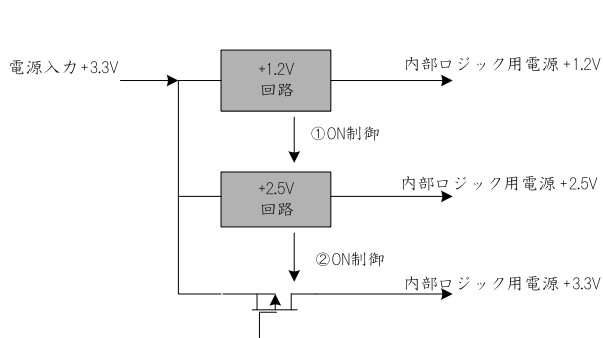 電源入力+3.3V
+1.2V
回路
内部ロジック用電源 +1.2V
①ON制御
+2.5V
回路
内部ロジック用電源 +2.5V
②ON制御
内部ロジック用電源 +3.3V